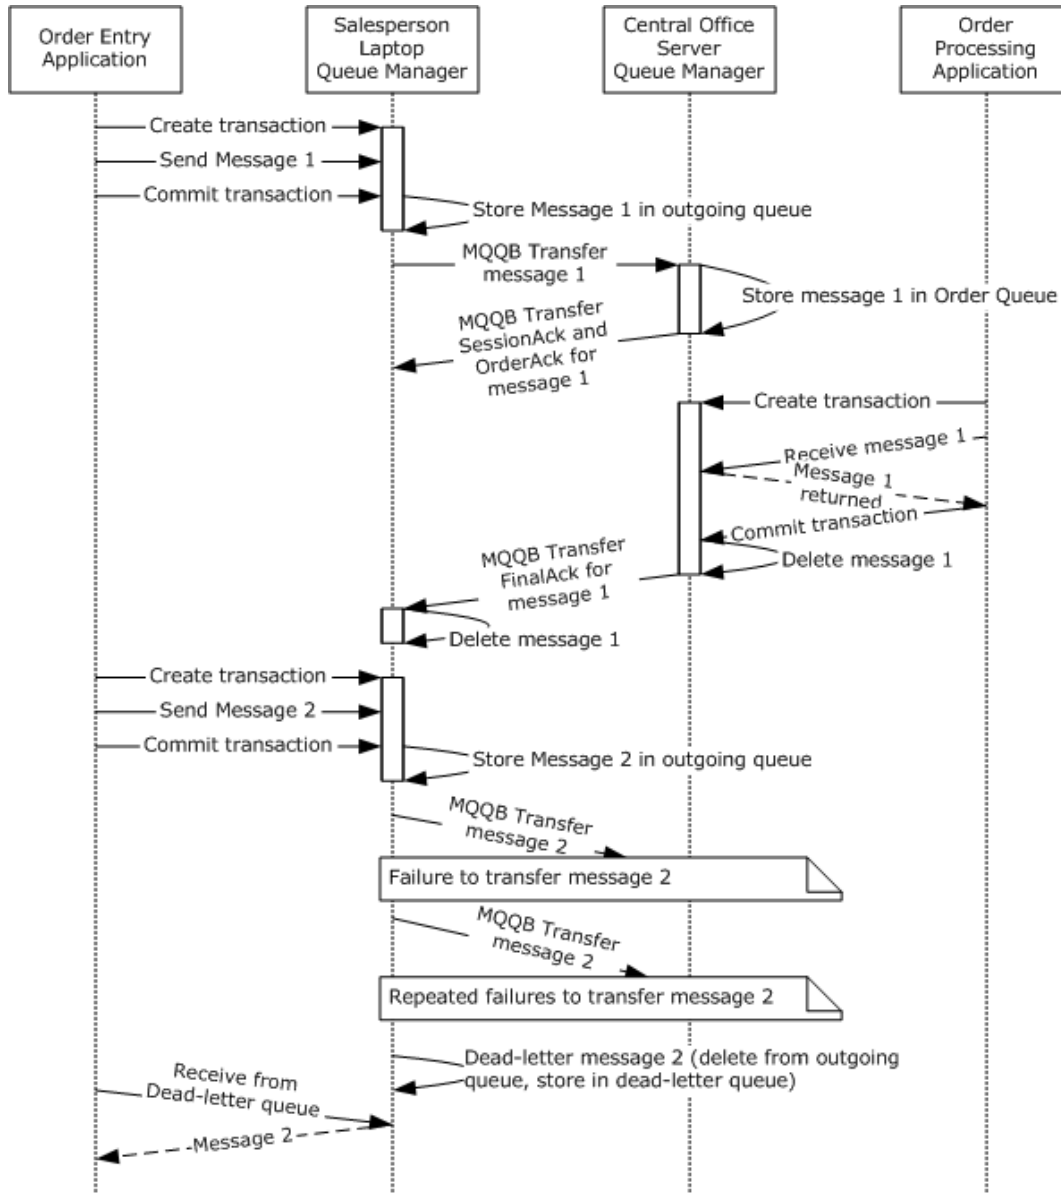 Order Entry
Application
Salesperson
Laptop
Queue Manager
Central Office
Server
Queue Manager
Order
Processing
Application
Create transaction
Send Message 1
Commit transaction
Store Message 1 in outgoing queue
MQQB Transfer
message 1
Store message 1 in Order Queue
MQQB Transfer
SessionAck and
OrderAck for
message 1
Create transaction
Receive message 1
Message 1
returned
Commit transaction
Delete message 1
MQQB Transfer
FinalAck for
message 1
Delete message 1
Create transaction
Send Message 2
Commit transaction
Store Message 2 in outgoing queue
MQQB Transfer
message 2
Failure to transfer message 2
MQQB Transfer
message 2
Repeated failures to transfer message 2
Dead-letter message 2 (delete from outgoing
queue, store in dead-letter queue)
Receive from
Dead-letter queue
Message 2